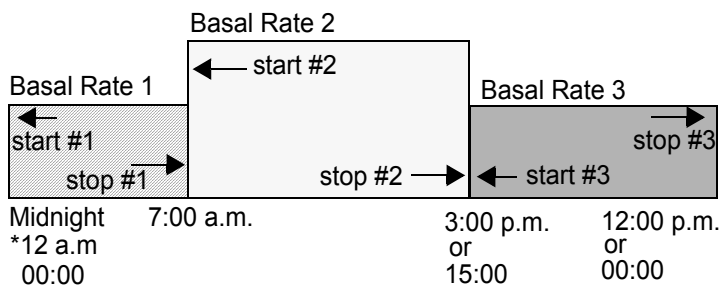 Basal Rate 2
start #2
Basal Rate 1
Basal Rate 3
start #1
stop #3
stop #1
stop #2
start #3
Midnight
*12 a.m
00:00
7:00 a.m.
3:00 p.m.
or
15:00
12:00 p.m.
or
00:00